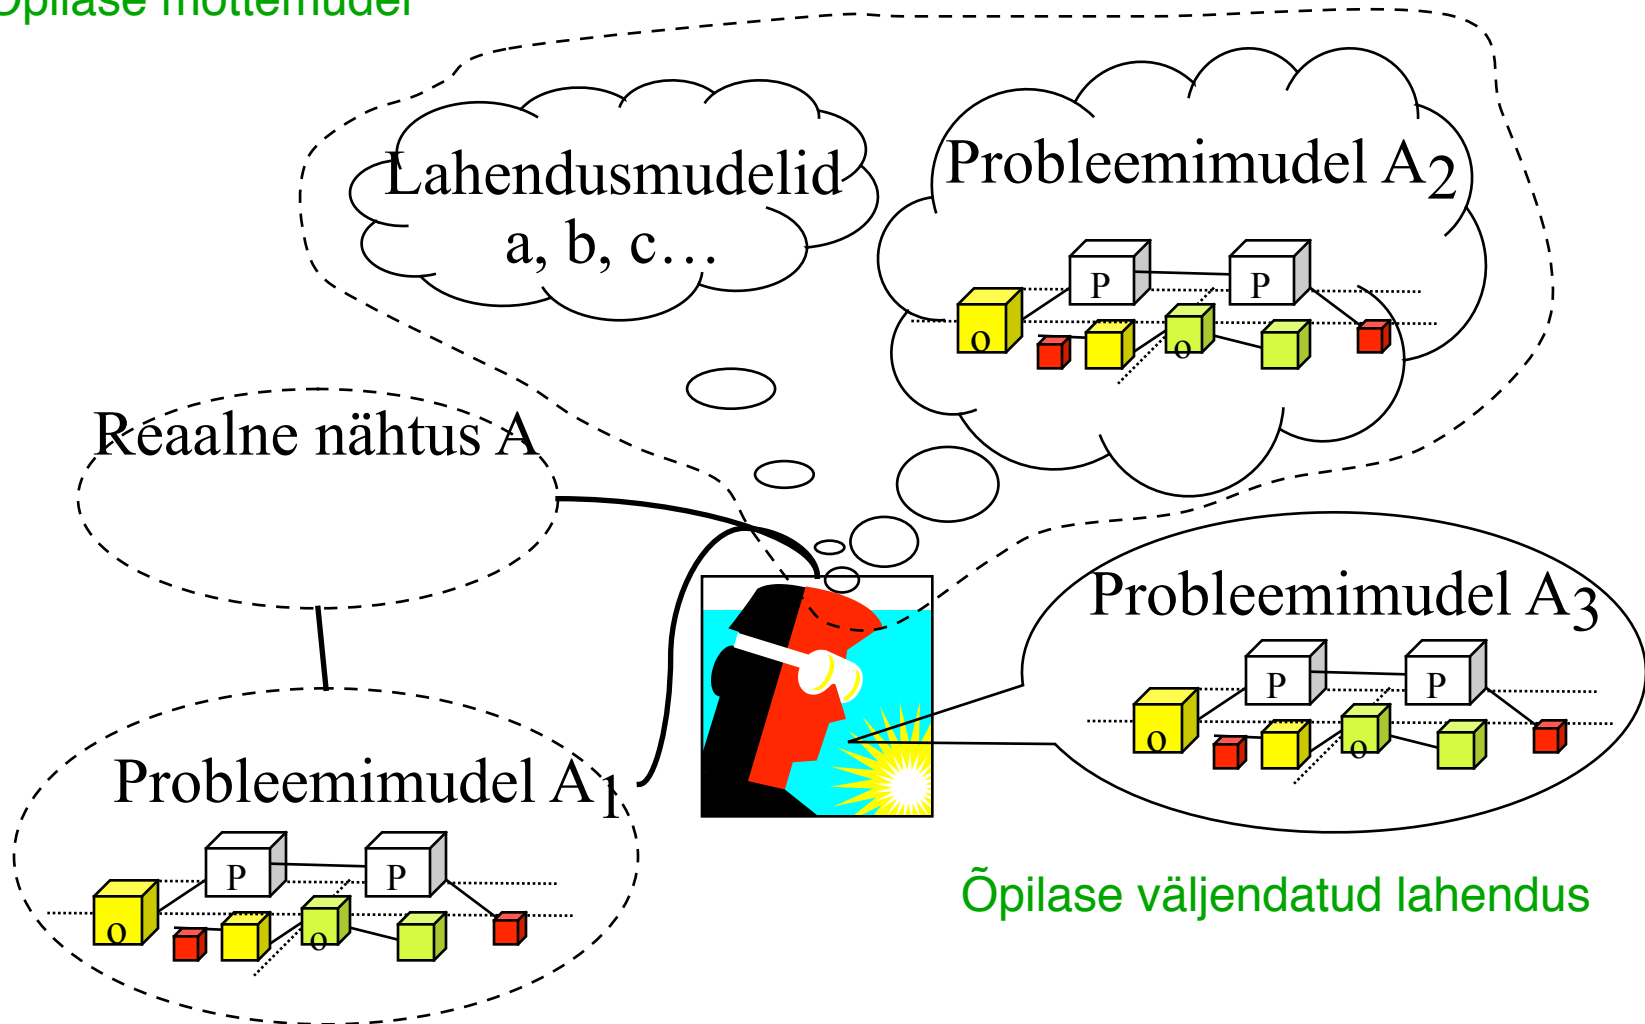 Õpilase mõttemudel
Lahendusmudelid
a, b, c…
Probleemimudel A2
P P
O O
Reaalne nähtus A
Probleemimudel A3
P P
O O
Probleemimudel A1
P P
O O
Õpilase väljendatud lahendus